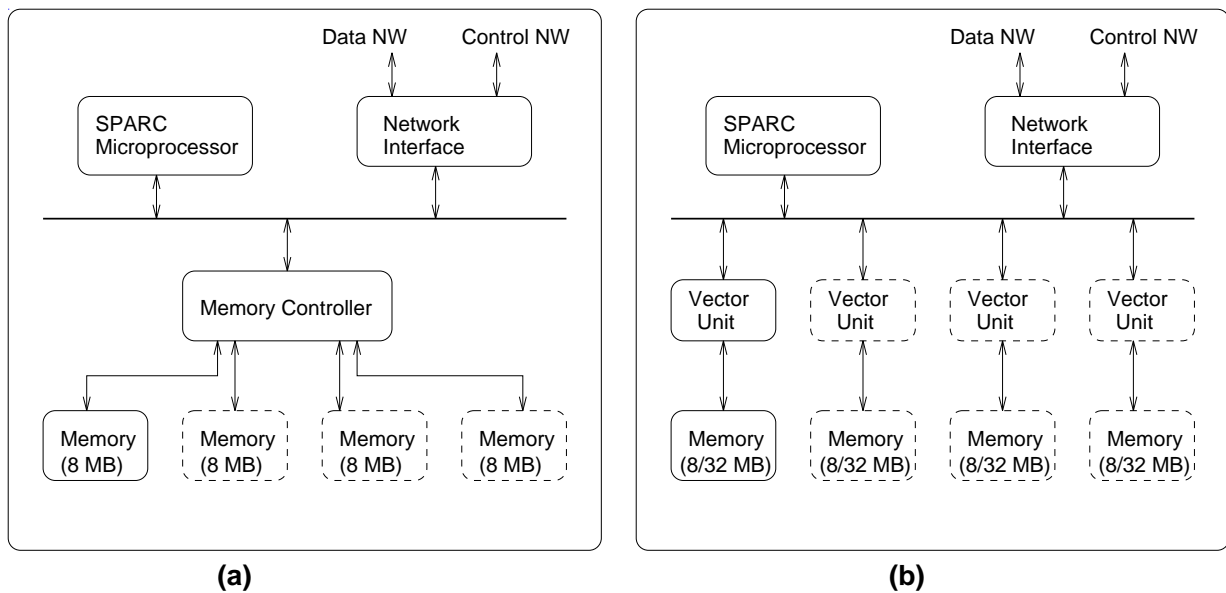 Data NW
Control NW
SPARC
Microprocessor
Network
Interface
Memory Controller
Memory
(8 MB)
Memory
(8 MB)
Memory
(8 MB)
Memory
(8 MB)
(a)
Data NW
Control NW
SPARC
Microprocessor
Network
Interface
Vector
Unit
Vector
Unit
Vector
Unit
Vector
Unit
Memory
(8/32 MB)
Memory
(8/32 MB)
Memory
(8/32 MB)
Memory
(8/32 MB)
(b)